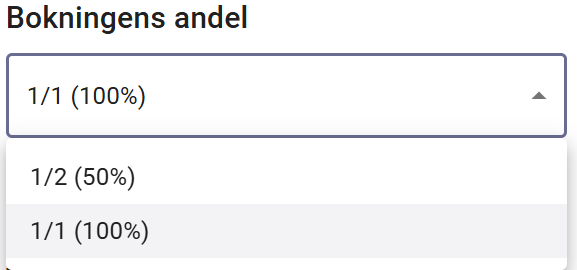 Bokningens andel
1/1 (100%)
1/2 (50%)
1/1 (100%)